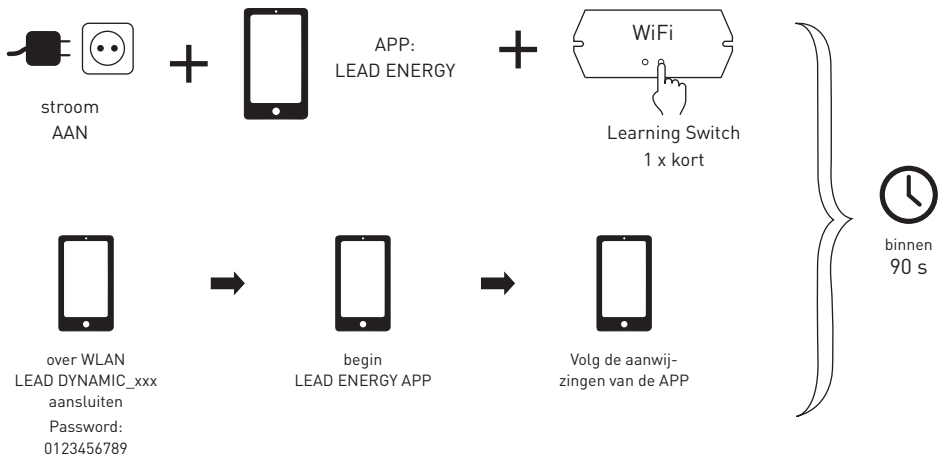 stroom
AAN
APP:
LEAD ENERGY
WiFi
Learning Switch
1 x kort
over WLAN
LEAD DYNAMIC_xxx
aansluiten
Password:
0123456789
begin
LEAD ENERGY APP
Volg de aanwij-
zingen van de APP
binnen
90 s